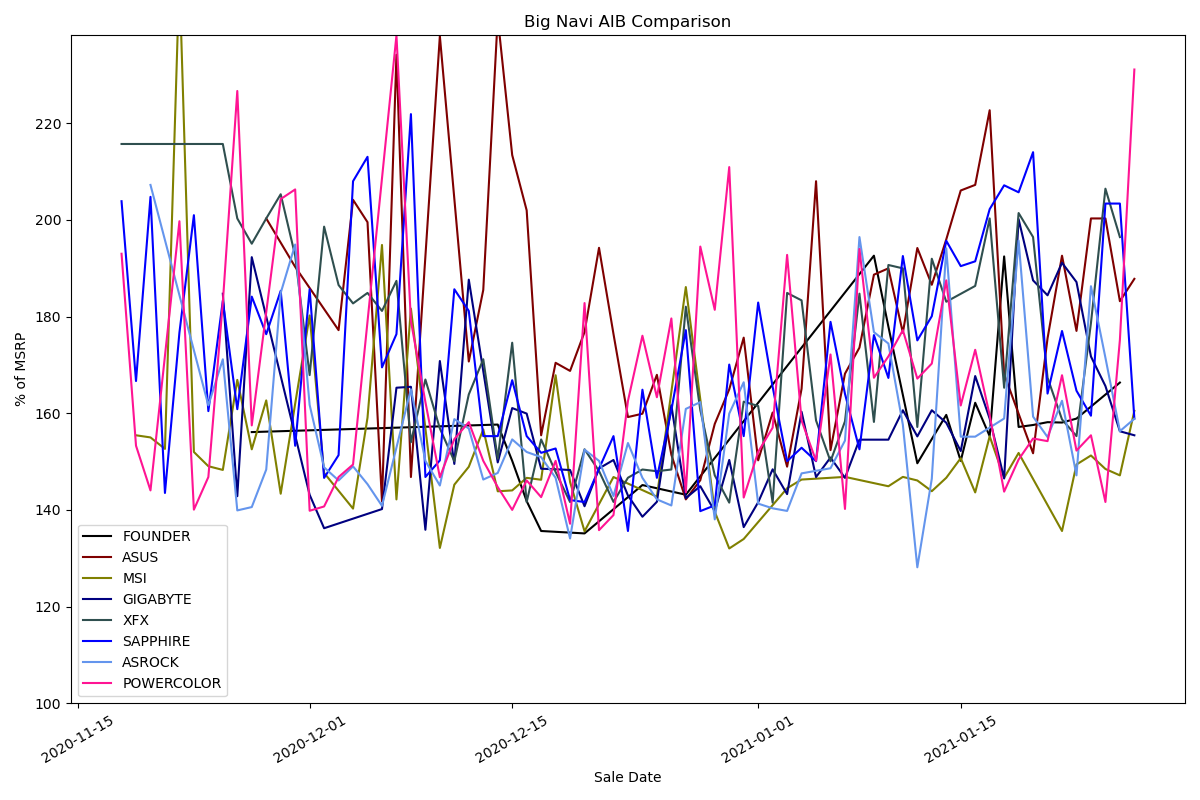 Big Navi AIB Comparison
% of MSRP
220
200
180
160
140
120
100
FOUNDER
ASUS
MSI
GIGABYTE
XFX
SAPPHIRE
ASROCK
POWERCOLOR
2020-11-15
2020-12-01
2020-12-15
2021-01-01
2021-01-15
Sale Date